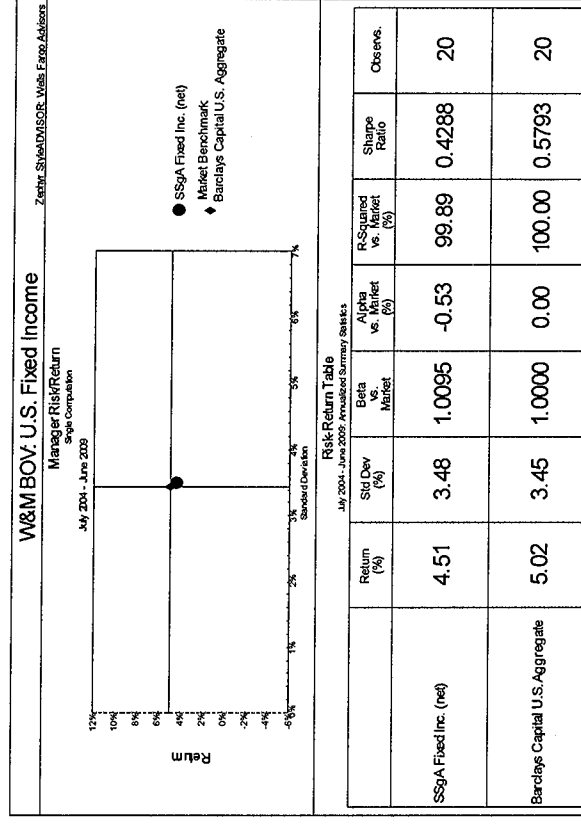 W&M BOV: U.S. Fixed Income
Zephyr StyleADVISOR: Wells Fargo Advisors
Manager Risk/Return
Single Computation
July 2004 - June 2009
12%
10%
8%
6%
4%
2%
0%
-2%
-4%
-6%
Return
0%
1%
2%
3%
4%
5%
6%
7%
Standard Deviation
SSgA Fixed Inc. (net)
Market Benchmark
Barclays Capital U.S. Aggregate
Risk-Return Table
July 2004 - June 2009: Annualized Summary Statistics
Return (%) Std Dev (%) Beta vs. Market Alpha vs. Market (%) R-Squared vs. Market (%) Sharpe Ratio Observs.
SSgA Fixed Inc. (net) 4.51 3.48 1.0095 -0.53 99.89 0.4288 20
Barclays Capital U.S. Aggregate 5.02 3.45 1.0000 0.00 100.00 0.5793 20